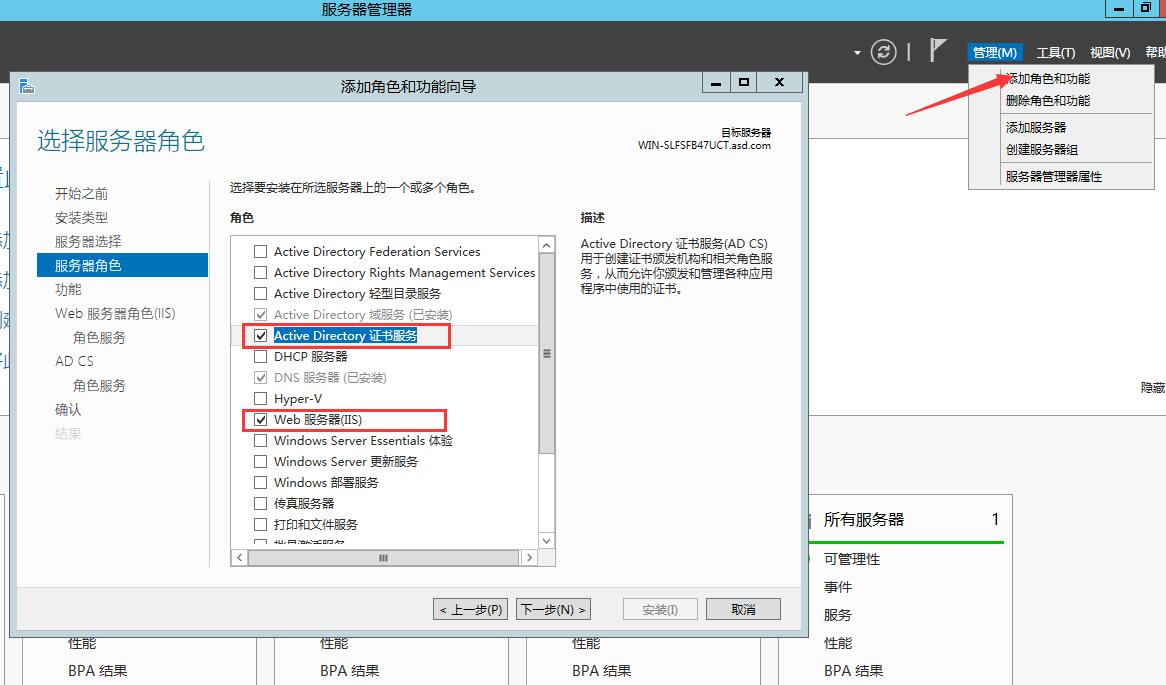 服务器管理器
管理(M)
工具(T)
视图(V)
帮助
添加角色和功能
删除角色和功能
添加服务器
创建服务器组
服务器管理器属性
添加角色和功能向导
选择服务器角色
目标服务器
WIN-SLFSFB47UCT.asd.com
开始之前
安装类型
服务器选择
服务器角色
功能
Web 服务器角色(IIS)
角色服务
AD CS
角色服务
确认
结果
选择要安装在所选服务器上的一个或多个角色。
角色
Active Directory Federation Services
Active Directory Rights Management Services
Active Directory 轻型目录服务
Active Directory 域服务 (已安装)
Active Directory 证书服务
DHCP 服务器
DNS 服务器 (已安装)
Hyper-V
Web 服务器(IIS)
Windows Server Essentials 体验
Windows Server 更新服务
Windows 部署服务
传真服务器
打印和文件服务
批量激活服务
描述
Active Directory 证书服务(AD CS)
用于创建证书颁发机构和相关角色服
务，从而允许你颁发和管理各种应用
程序中使用的证书。
< 上一步(P)
下一步(N) >
安装(I)
取消
隐藏
所有服务器 1
可管理性
事件
服务
性能
BPA 结果
性能
BPA 结果
性能
BPA 结果
性能
BPA 结果